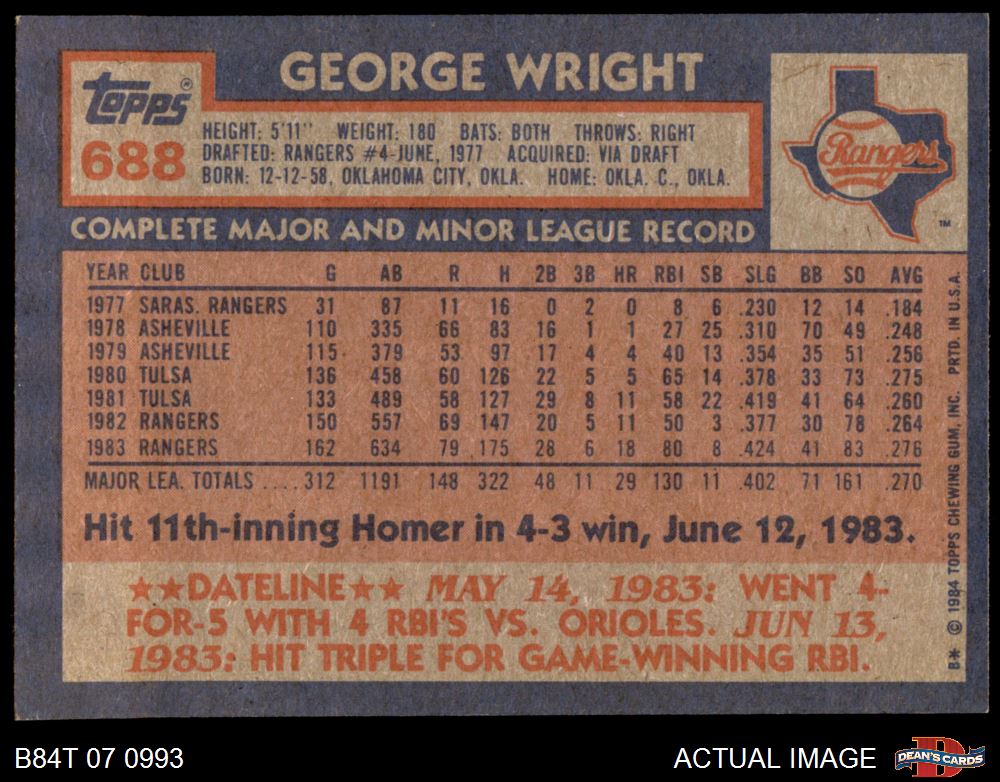 GEORGE WRIGHT
Topps®
688
HEIGHT: 5'11" WEIGHT: 180 BATS: BOTH THROWS: RIGHT
DRAFTED: RANGERS #4-JUNE, 1977 ACQUIRED: VIA DRAFT
BORN: 12-12-58, OKLAHOMA CITY, OKLA. HOME: OKLA. C., OKLA.
Rangers
TM
COMPLETE MAJOR AND MINOR LEAGUE RECORD
YEAR CLUB G AB R H 2B 3B HR RBI SB SLG BB SO AVG
1977 SARAS. RANGERS 31 87 11 16 0 2 0 8 6 .230 12 14 .184
1978 ASHEVILLE 110 335 66 83 16 1 1 27 25 .310 70 49 .248
1979 ASHEVILLE 115 379 53 97 17 4 4 40 13 .354 35 51 .256
1980 TULSA 136 458 60 126 22 5 5 65 14 .378 33 73 .275
1981 TULSA 133 489 58 127 29 8 11 58 22 .419 41 64 .260
1982 RANGERS 150 557 69 147 20 5 11 50 3 .377 30 78 .264
1983 RANGERS 162 634 79 175 28 6 18 80 8 .424 41 83 .276
MAJOR LEA. TOTALS .... 312 1191 148 322 48 11 29 130 11 .402 71 161 .270
Hit 11th-inning Homer in 4-3 win, June 12, 1983.
★★DATELINE★★ MAY 14, 1983: WENT 4-
FOR-5 WITH 4 RBI'S VS. ORIOLES. JUN 13,
1983: HIT TRIPLE FOR GAME-WINNING RBI.
B* © 1984 TOPPS CHEWING GUM, INC. PRTD. IN U.S.A.
B84T 07 0993
ACTUAL IMAGE
DEAN'S CARDS